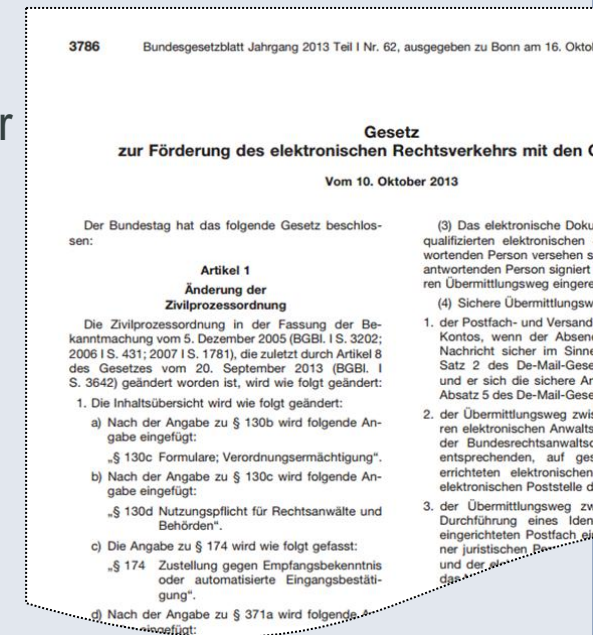 r
3786 Bundesgesetzblatt Jahrgang 2013 Teil I Nr. 62, ausgegeben zu Bonn am 16. Oktob
Gesetz
zur Förderung des elektronischen Rechtsverkehrs mit den
Vom 10. Oktober 2013
Der Bundestag hat das folgende Gesetz beschlos-
sen:
Artikel 1
Änderung der
Zivilprozessordnung
Die Zivilprozessordnung in der Fassung der Be-
kanntmachung vom 5. Dezember 2005 (BGBl. I S. 3202;
2006 I S. 431; 2007 I S. 1781), die zuletzt durch Artikel 8
des Gesetzes vom 20. September 2013 (BGBl. I
S. 3642) geändert worden ist, wird wie folgt geändert:
1. Die Inhaltsübersicht wird wie folgt geändert:
a) Nach der Angabe zu § 130b wird folgende An-
gabe eingefügt:
„§ 130c Formulare; Verordnungsermächtigung“.
b) Nach der Angabe zu § 130c wird folgende An-
gabe eingefügt:
„§ 130d Nutzungspflicht für Rechtsanwälte und
Behörden“.
c) Die Angabe zu § 174 wird wie folgt gefasst:
„§ 174 Zustellung gegen Empfangsbekenntnis
oder automatisierte Eingangsbestäti-
gung“.
d) Nach der Angabe zu § 371a wird folgende
eingefügt:
(3) Das elektronische Doku
qualifizierten elektronischen
wortenden Person versehen s
antwortenden Person signiert
ren Übermittlungsweg eingere
(4) Sichere Übermittlungsw
1. der Postfach- und Versand
Kontos, wenn der Absend
Nachricht sicher im Sinne
Satz 2 des De-Mail-Gese
und er sich die sichere An
Absatz 5 des De-Mail-Gese
2. der Übermittlungsweg zwis
ren elektronischen Anwalts
der Bundesrechtsanwaltsc
entsprechenden, auf ges
errichteten elektronischen
elektronischen Poststelle d
3. der Übermittlungsweg zw
Durchführung eines Iden
eingerichteten Postfach ei
ner juristischen
und der
das